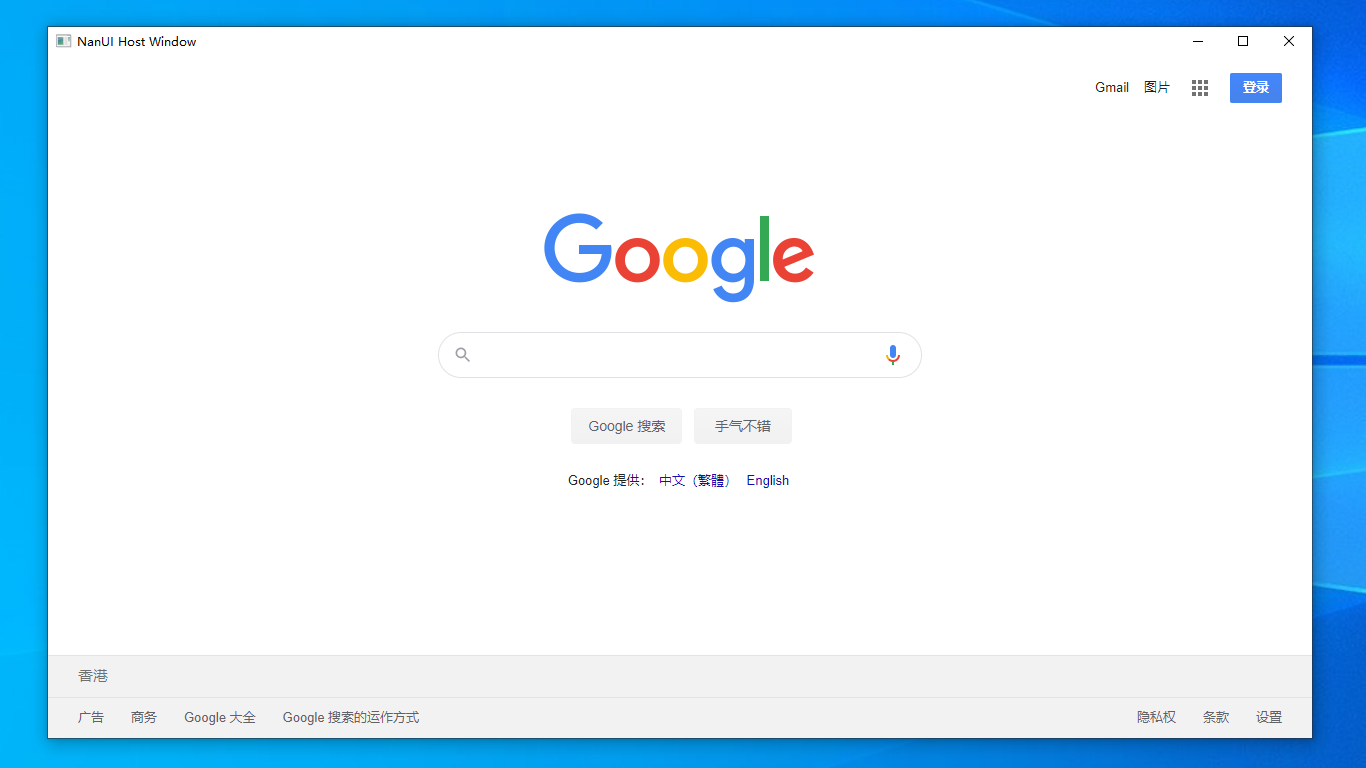 NanUI Host Window
Gmail 图片 登录
Google
Google 搜索 手气不错
Google 提供： 中文（繁體） English
香港
广告 商务 Google 大全 Google 搜索的运作方式 隐私权 条款 设置